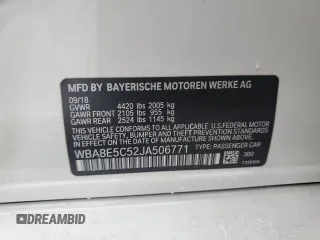 MFD BY BAYERISCHE MOTOREN WERKE AG
09/18
GVWR 4420 lbs 2005 kg
GAWR FRONT 2105 lbs 955 kg
GAWR REAR 2524 lbs 1145 kg
THIS VEHICLE CONFORMS TO ALL APPLICABLE U.S. FEDERAL
MOTOR VEHICLE SAFETY, BUMPER AND THEFT PREVENTION
STANDARDS IN EFFECT ON THE DATE OF
MANUFACTURE SHOWN ABOVE.
WBA8E5C52JA506771 TYPE: PASSENGER CAR
300
DREAMBID
DREAMBID